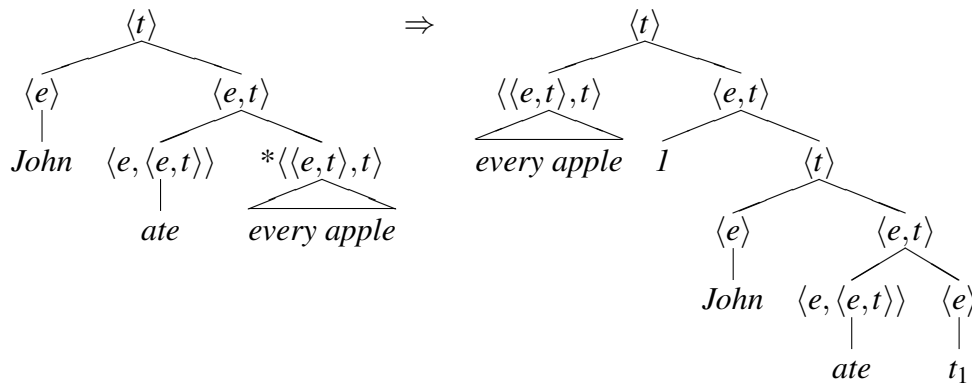 ⟨t⟩ ⇒ ⟨t⟩
⟨e⟩ ⟨e,t⟩ ⟨⟨e,t⟩,t⟩ ⟨e,t⟩
John ⟨e,⟨e,t⟩⟩ *⟨⟨e,t⟩,t⟩ every apple 1 ⟨t⟩
ate every apple ⟨e⟩ ⟨e,t⟩
John ⟨e,⟨e,t⟩⟩ ⟨e⟩
ate t₁